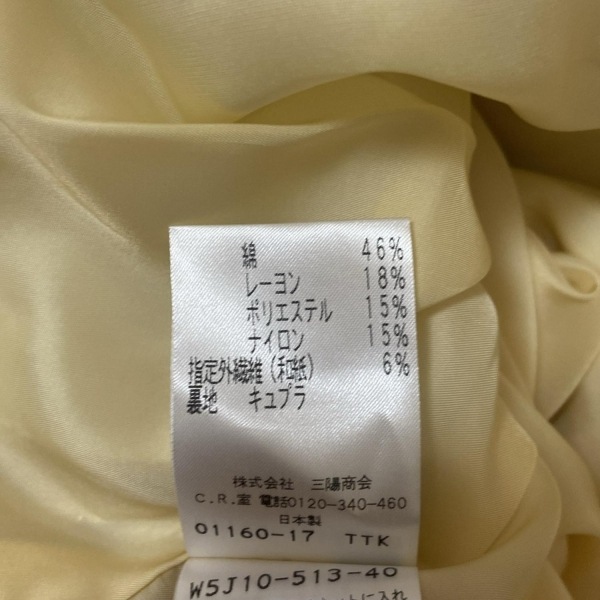 綿 46%
レーヨン 18%
ポリエステル 15%
ナイロン 15%
指定外繊維(和紙) 6%
裏地 キュプラ
株式会社 三陽商会
C.R.室 電話0120-340-460
日本製
01160-17 TTK
W5J10-513-40
に入れ